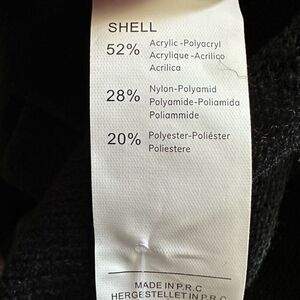 SHELL
52% Acrylic-Polyacryl
Acrylique-Acrilico
Acrilica
28% Nylon-Polyamid
Polyamide-Poliamida
Poliammide
20% Polyester-Poliéster
Poliestere
MADE IN P.R.C
HERGESTELLET IN P.R.C